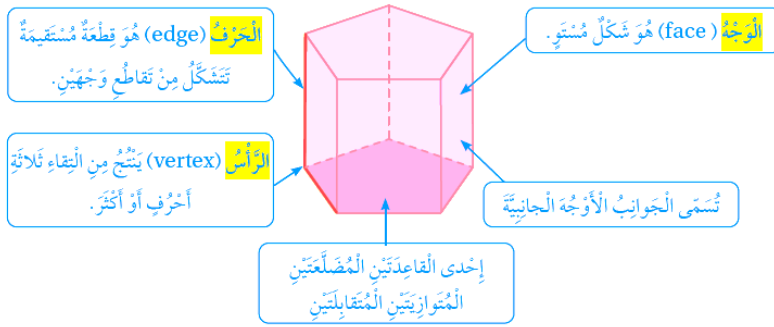 الْوَجْهُ (face) هُوَ شَكْلٌ مُسْتَوٍ.
الْحَرْفُ (edge) هُوَ قِطْعَةٌ مُسْتَقيمَةٌ
تَتَشَكَّلُ مِنْ تَقاطُعِ وَجْهَيْنِ.
الرَّأْسُ (vertex) يَنْتُجُ مِنِ الْتِقاءِ ثَلاثَةِ
أَحْرُفٍ أَوْ أَكْثَرَ.
تُسَمّى الْجَوانِبُ الْأَوْجُهَ الْجانِبِيَّةَ
إِحْدى الْقاعِدَتَيْنِ الْمُضَلَّعَتَيْنِ
الْمُتَوازِيَتَيْنِ الْمُتَقابِلَتَيْنِ